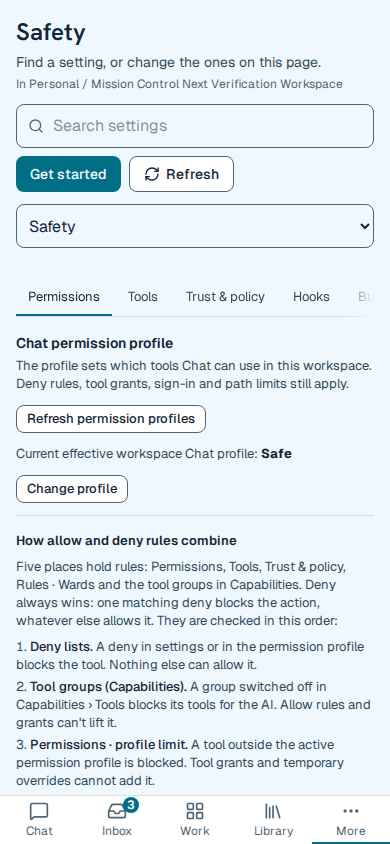 Safety
Find a setting, or change the ones on this page.
In Personal / Mission Control Next Verification Workspace
Search settings
Get started
Refresh
Safety
Permissions
Tools
Trust & policy
Hooks
Bu
Chat permission profile
The profile sets which tools Chat can use in this workspace.
Deny rules, tool grants, sign-in and path limits still apply.
Refresh permission profiles
Current effective workspace Chat profile: Safe
Change profile
How allow and deny rules combine
Five places hold rules: Permissions, Tools, Trust & policy,
Rules · Wards and the tool groups in Capabilities. Deny
always wins: one matching deny blocks the action,
whatever else allows it. They are checked in this order:
1. Deny lists. A deny in settings or in the permission profile
blocks the tool. Nothing else can allow it.
2. Tool groups (Capabilities). A group switched off in
Capabilities › Tools blocks its tools for the AI. Allow rules and
grants can't lift it.
3. Permissions · profile limit. A tool outside the active
permission profile is blocked. Tool grants and temporary
overrides cannot add it.
3
Chat
Inbox
Work
Library
More